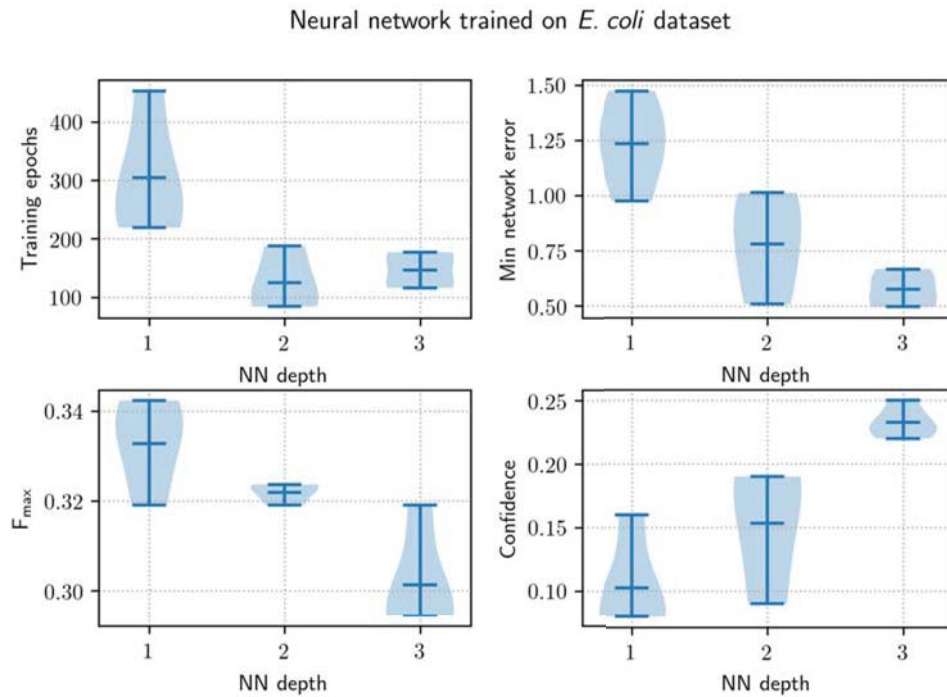 Neural network trained on E. coli dataset
Training epochs
400
300
200
100
1 2 3
NN depth
Min network error
1.50
1.25
1.00
0.75
0.50
1 2 3
NN depth
Fmax
0.34
0.32
0.30
1 2 3
NN depth
Confidence
0.25
0.20
0.15
0.10
1 2 3
NN depth